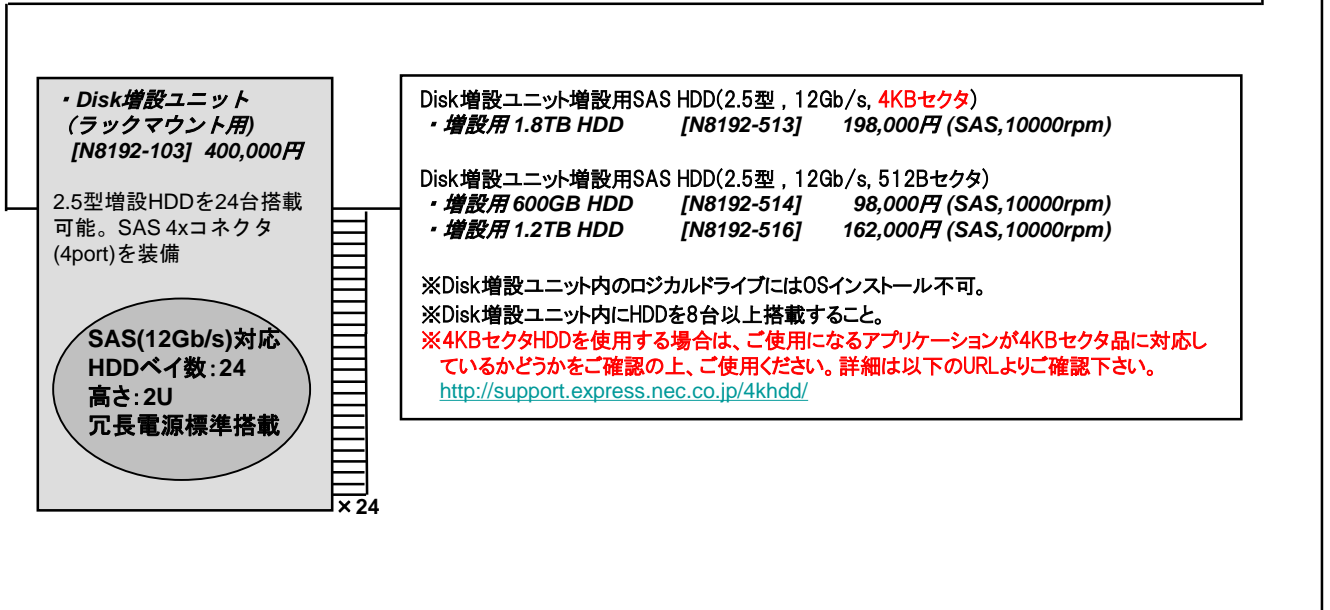 ・Disk増設ユニット
(ラックマウント用)
[N8192-103] 400,000円
2.5型増設HDDを24台搭載
可能。SAS 4xコネクタ
(4port)を装備
SAS(12Gb/s)対応
HDDベイ数:24
高さ:2U
冗長電源標準搭載
×24
Disk増設ユニット増設用SAS HDD(2.5型 , 12Gb/s, 4KBセクタ)
・増設用 1.8TB HDD [N8192-513] 198,000円 (SAS,10000rpm)
Disk増設ユニット増設用SAS HDD(2.5型 , 12Gb/s, 512Bセクタ)
・増設用 600GB HDD [N8192-514] 98,000円 (SAS,10000rpm)
・増設用 1.2TB HDD [N8192-516] 162,000円 (SAS,10000rpm)
※Disk増設ユニット内のロジカルドライブにはOSインストール不可。
※Disk増設ユニット内にHDDを8台以上搭載すること。
※4KBセクタHDDを使用する場合は、ご使用になるアプリケーションが4KBセクタ品に対応し
ているかどうかをご確認の上、ご使用ください。詳細は以下のURLよりご確認下さい。
http://support.express.nec.co.jp/4khdd/